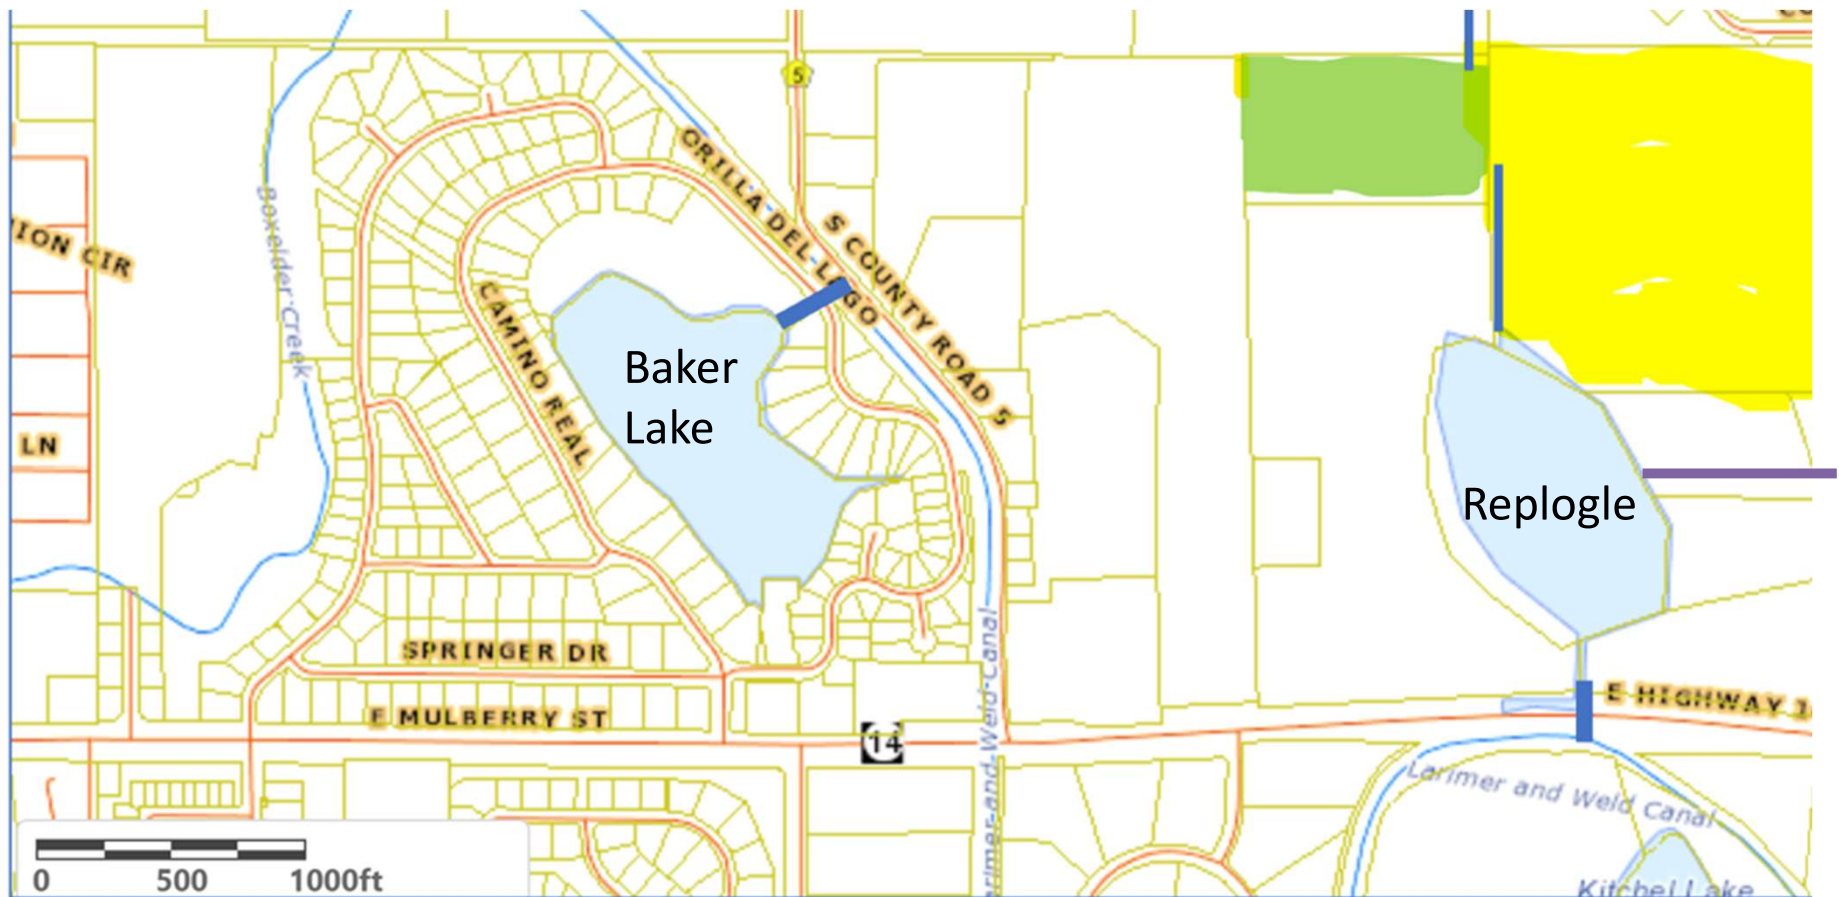 5
ORILLA DEL LAGO
S COUNTY ROAD 5
ION CIR
Boxelder Creek
CAMINO REAL
Baker
Lake
LN
Replogle
SPRINGER DR
E MULBERRY ST
14
E HIGHWAY 1
Larimer-and-Weld-Canal
Larimer and Weld Canal
Kitchel Lake
0 500 1000ft